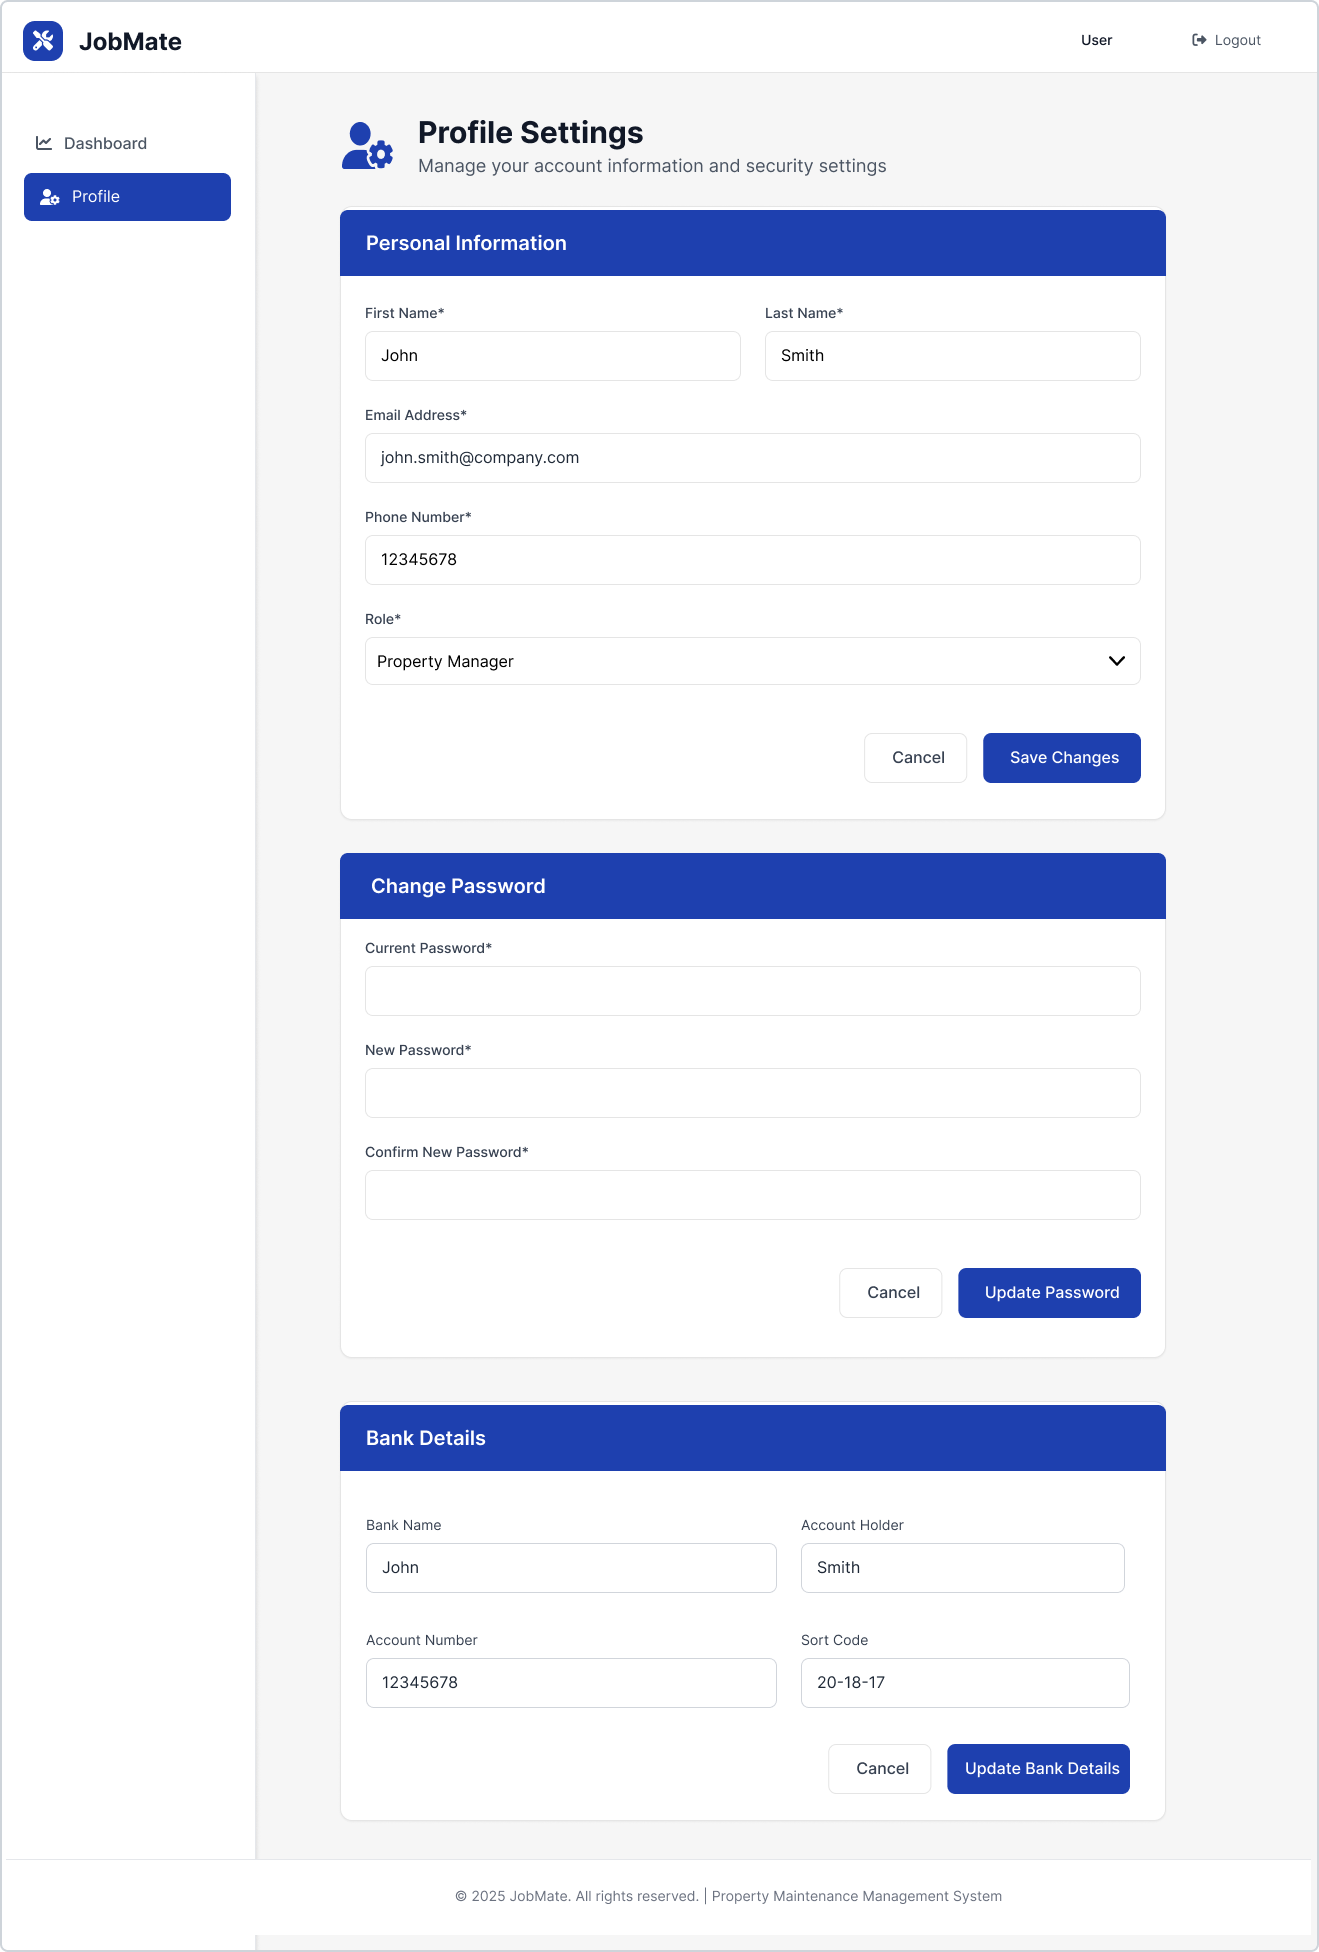 JobMate
User
Logout
Dashboard
Profile
Profile Settings
Manage your account information and security settings
Personal Information
First Name* Last Name*
John Smith
Email Address*
john.smith@company.com
Phone Number*
12345678
Role*
Property Manager
Cancel Save Changes
Change Password
Current Password*
New Password*
Confirm New Password*
Cancel Update Password
Bank Details
Bank Name Account Holder
John Smith
Account Number Sort Code
12345678 20-18-17
Cancel Update Bank Details
© 2025 JobMate. All rights reserved. | Property Maintenance Management System